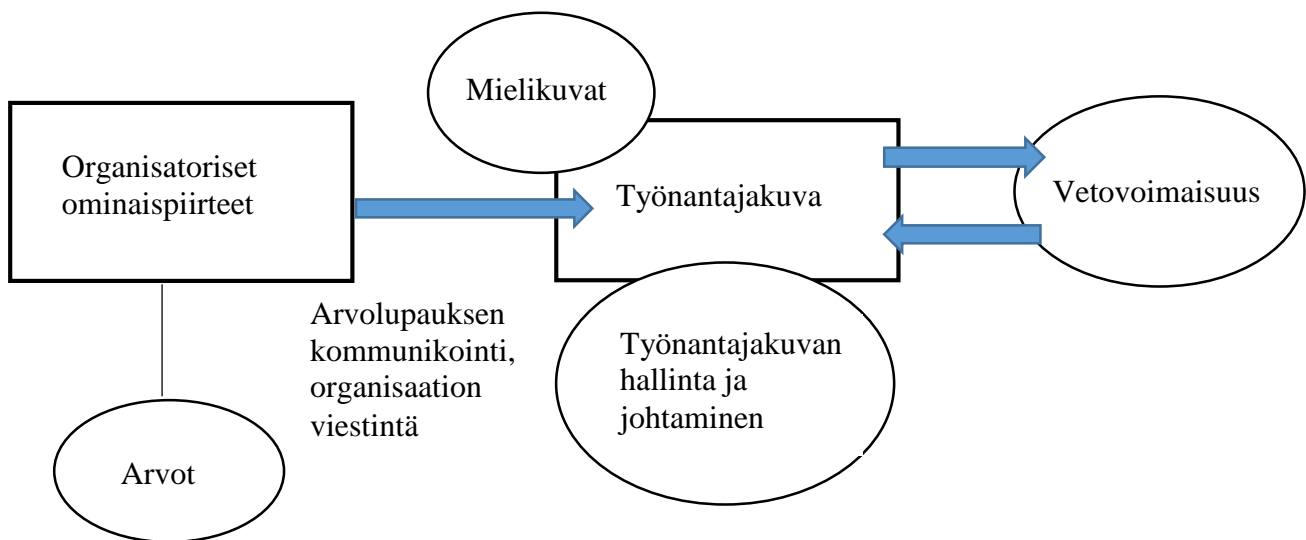 Mielikuvat
Organisatoriset
ominaispiirteet
Työnantajakuva
Vetovoimaisuus
Arvolupauksen
kommunikointi,
organisaation
viestintä
Työnantajakuvan
hallinta ja
johtaminen
Arvot